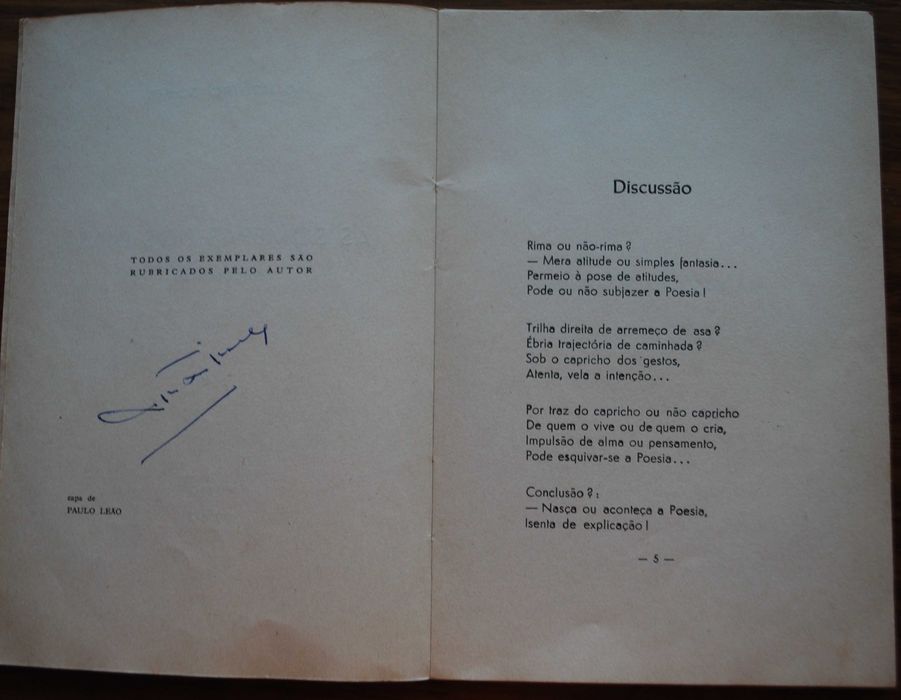 TODOS OS EXEMPLARES SÃO
RUBRICADOS PELO AUTOR
capa de
PAULO LEÃO
Discussão
Rima ou não-rima?
— Mera atitude ou simples fantasia...
Permeio à pose de atitudes,
Pode ou não subjazer a Poesia!
Trilha direita de arremeço de asa?
Ébria trajectória de caminhada?
Sob o capricho dos gestos,
Atenta, vela a intenção...
Por traz do capricho ou não capricho
De quem o vive ou de quem o cria,
Impulsão de alma ou pensamento,
Pode esquivar-se a Poesia...
Conclusão?:
— Nasça ou aconteça a Poesia,
Isenta de explicação!
— 5 —